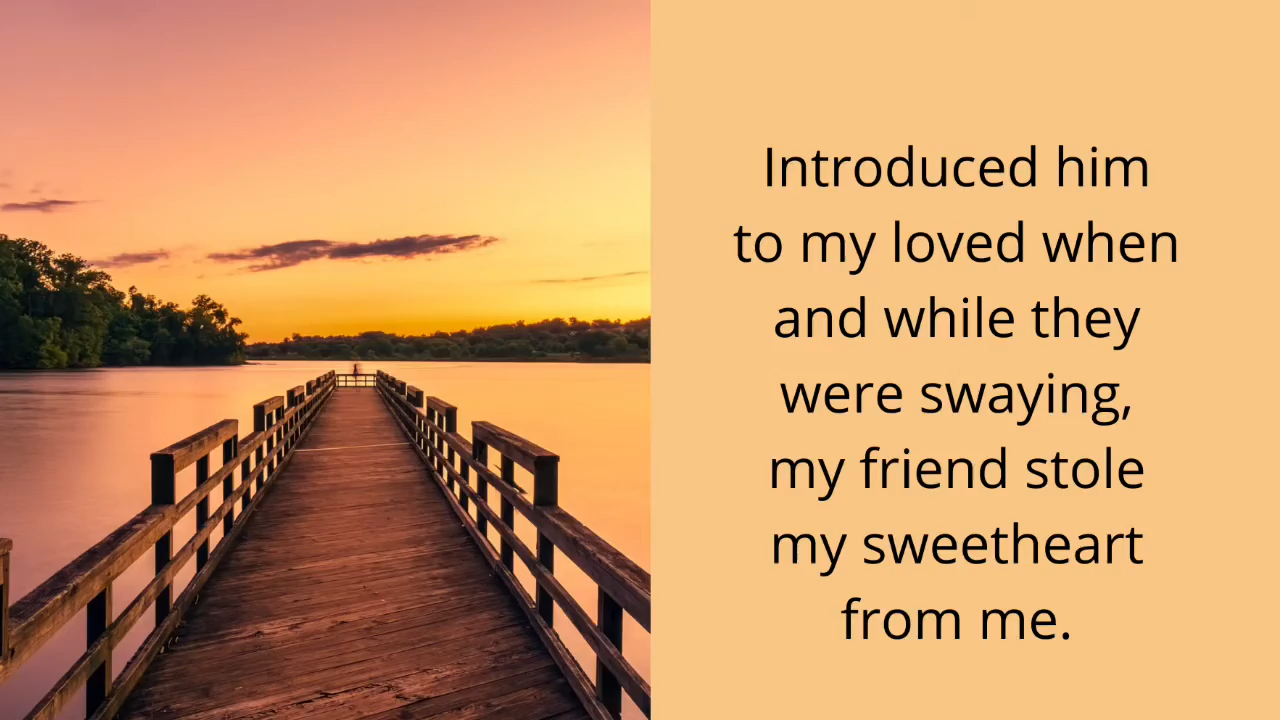 Introduced him
to my loved when
and while they
were swaying,
my friend stole
my sweetheart
from me.